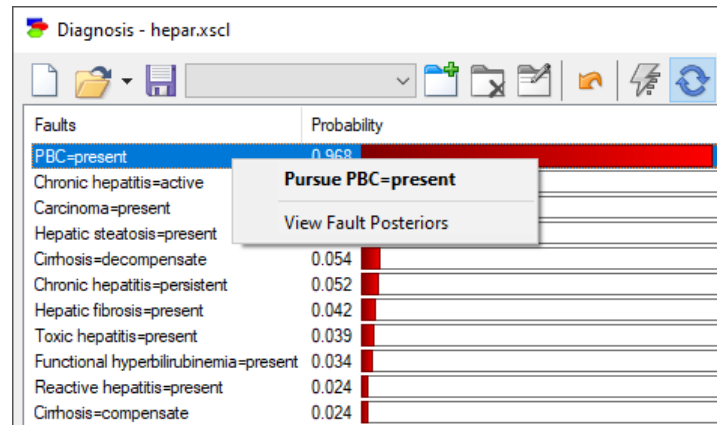 Diagnosis - hepar.xscl
Faults Probability
PBC=present 0.968
Chronic hepatitis=active
Pursue PBC=present
Carcinoma=present
Hepatic steatosis=present
View Fault Posteriors
Cirrhosis=decompensate 0.054
Chronic hepatitis=persistent 0.052
Hepatic fibrosis=present 0.042
Toxic hepatitis=present 0.039
Functional hyperbilirubinemia=present 0.034
Reactive hepatitis=present 0.024
Cirrhosis=compensate 0.024